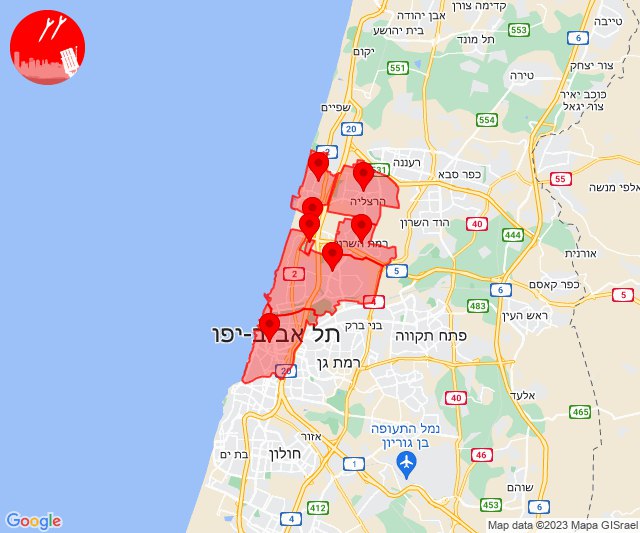 קדימה צורן
אבן יהודה
בית יהושע
תל מונד
טייבה
6
יקום
551
צור יצחק
טירה
כוכב יאיר
צור יגאל
שפיים
554
20
2
רעננה
531
כפר סבא
55
אלפי מנשה
הרצליה
40
הוד השרון
444
רמת השרון
אורנית
2
5
כפר קאסם
6
5
483
ראש העין
4
בני ברק
תל אביב-יפו
פתח תקווה
רמת גן
20
40
אלעד
465
נמל התעופה
בן גוריון
אזור
חולון
בת ים
46
1
שוהם
453
412
6
4
Google
Map data ©2023 Mapa GISrael